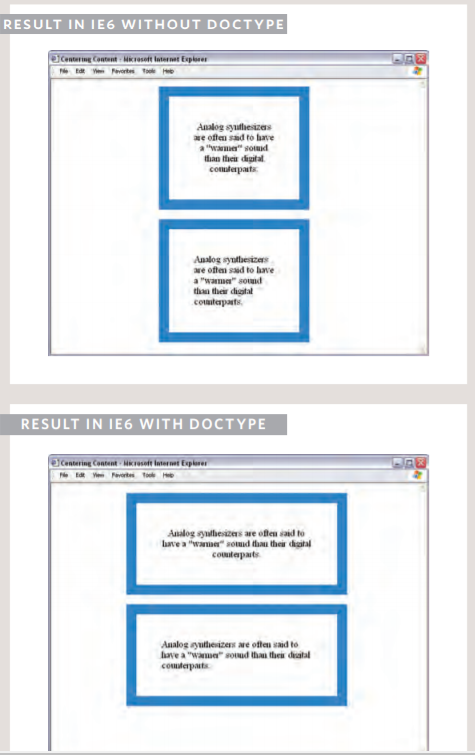 RESULT IN IE6 WITHOUT DOCTYPE
Centering Content - Microsoft Internet Explorer
File Edit View Favorites Tools Help
Analog synthesizers
are often said to have
a "warmer" sound
than their digital
counterparts.
Analog synthesizers
are often said to have
a "warmer" sound
than their digital
counterparts.
RESULT IN IE6 WITH DOCTYPE
Centering Content - Microsoft Internet Explorer
File Edit View Favorites Tools Help
Analog synthesizers are often said to
have a "warmer" sound than their digital
counterparts.
Analog synthesizers are often said to
have a "warmer" sound than their digital
counterparts.